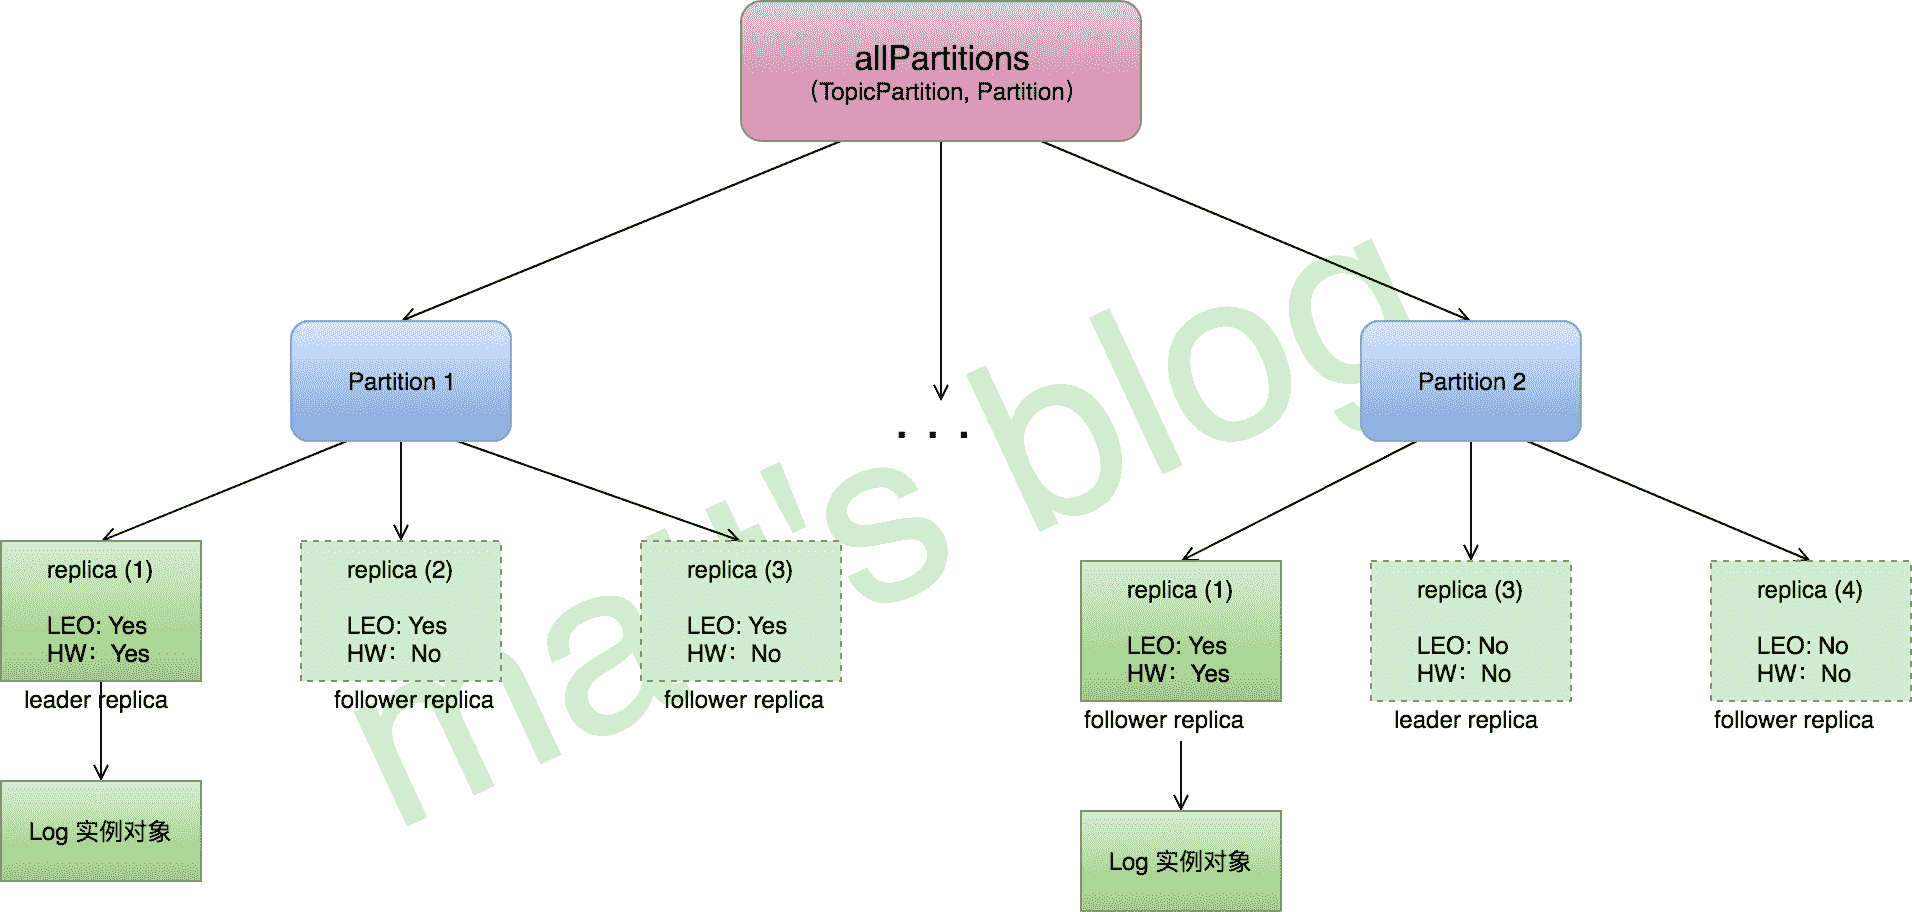 allPartitions
（TopicPartition, Partition）
Partition 1
. . .
Partition 2
replica (1)
LEO: Yes
HW： Yes
leader replica
replica (2)
LEO: Yes
HW： No
follower replica
replica (3)
LEO: Yes
HW： No
follower replica
replica (1)
LEO: Yes
HW： Yes
follower replica
replica (3)
LEO: No
HW： No
leader replica
replica (4)
LEO: No
HW： No
follower replica
Log 实例对象
Log 实例对象
matt's blog